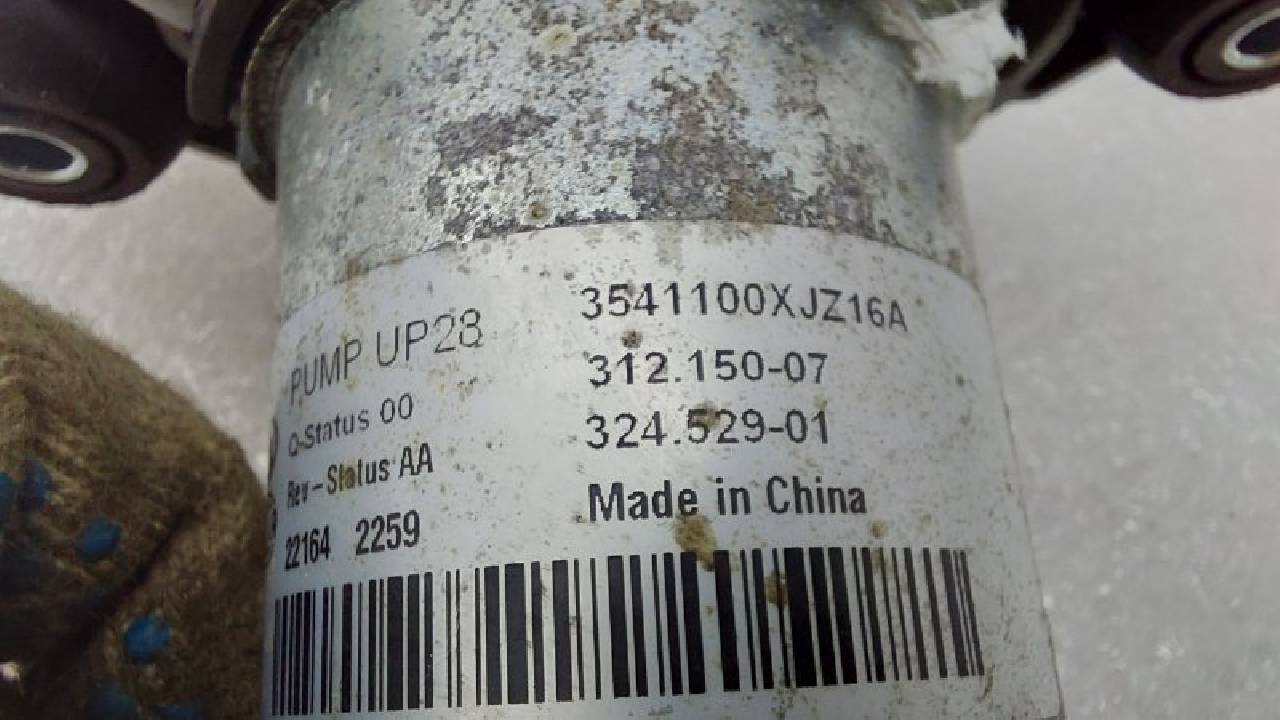 PUMP UP28
Q-Status 00
Rev-Status AA
22164 2259
3541100XJZ16A
312.150-07
324.529-01
Made in China